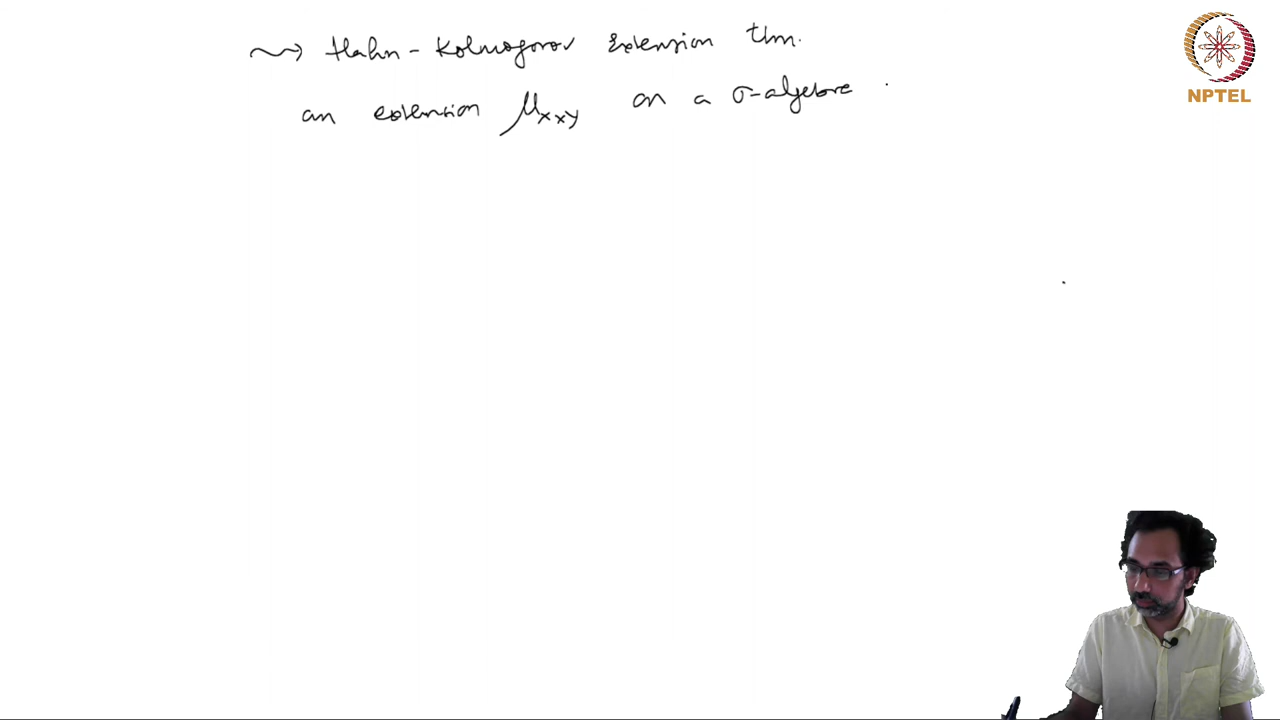 ⇝ Hahn - Kolmogorov Extension thm.
an extension μ_{X×Y} on a σ-algebra
NPTEL